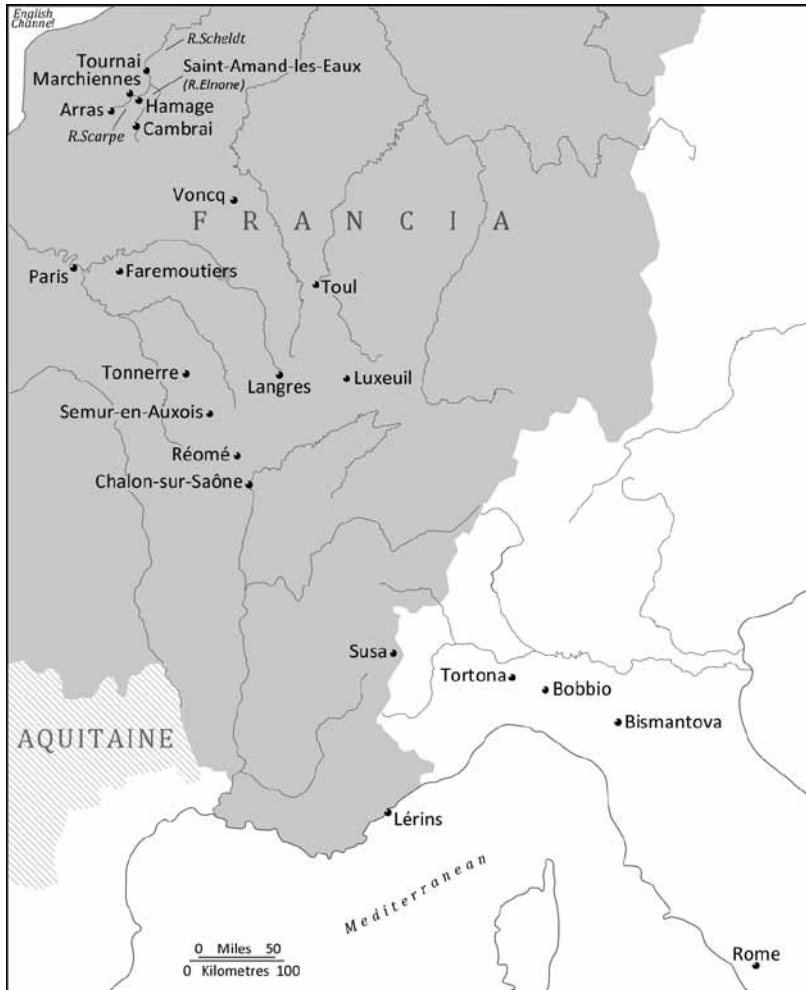 English
Channel
R.Scheldt
Tournai
Marchiennes
Saint-Amand-les-Eaux
(R.Elnone)
Arras
Hamage
R.Scarpe
Cambrai
Voncq
FRANCIA
Paris
Faremoutiers
Toul
Tonnerre
Langres
Luxeuil
Semur-en-Auxois
Réomé
Chalon-sur-Saône
Susa
Tortona
Bobbio
Bismantova
AQUITAINE
Lérins
Mediterranean
0 Miles 50
0 Kilometres 100
Rome